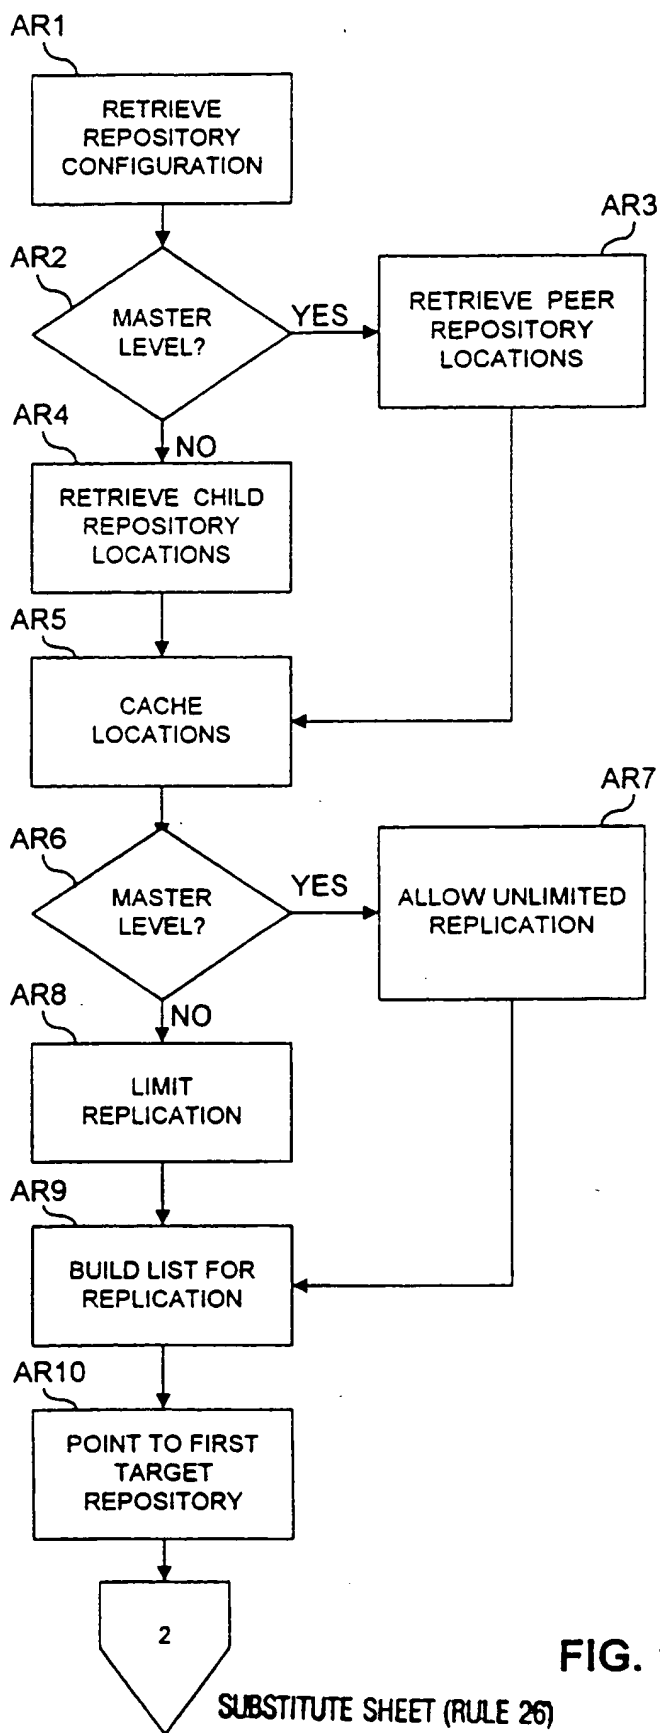 AR1
RETRIEVE
REPOSITORY
CONFIGURATION
AR2
MASTER
LEVEL?
YES
AR3
RETRIEVE PEER
REPOSITORY
LOCATIONS
NO
AR4
RETRIEVE CHILD
REPOSITORY
LOCATIONS
AR5
CACHE
LOCATIONS
AR6
MASTER
LEVEL?
YES
AR7
ALLOW UNLIMITED
REPLICATION
NO
AR8
LIMIT
REPLICATION
AR9
BUILD LIST FOR
REPLICATION
AR10
POINT TO FIRST
TARGET
REPOSITORY
2
FIG.
SUBSTITUTE SHEET (RULE 26)